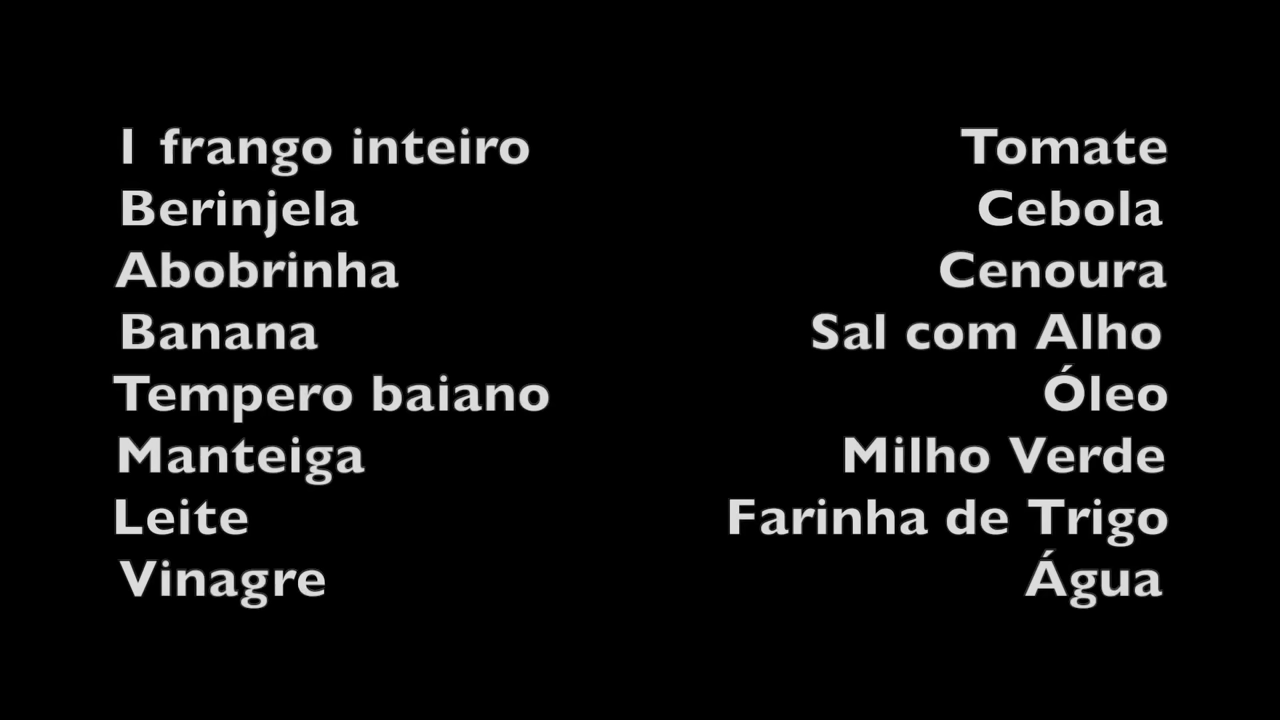 1 frango inteiro
Berinjela
Abobrinha
Banana
Tempero baiano
Manteiga
Leite
Vinagre
Tomate
Cebola
Cenoura
Sal com Alho
Óleo
Milho Verde
Farinha de Trigo
Água